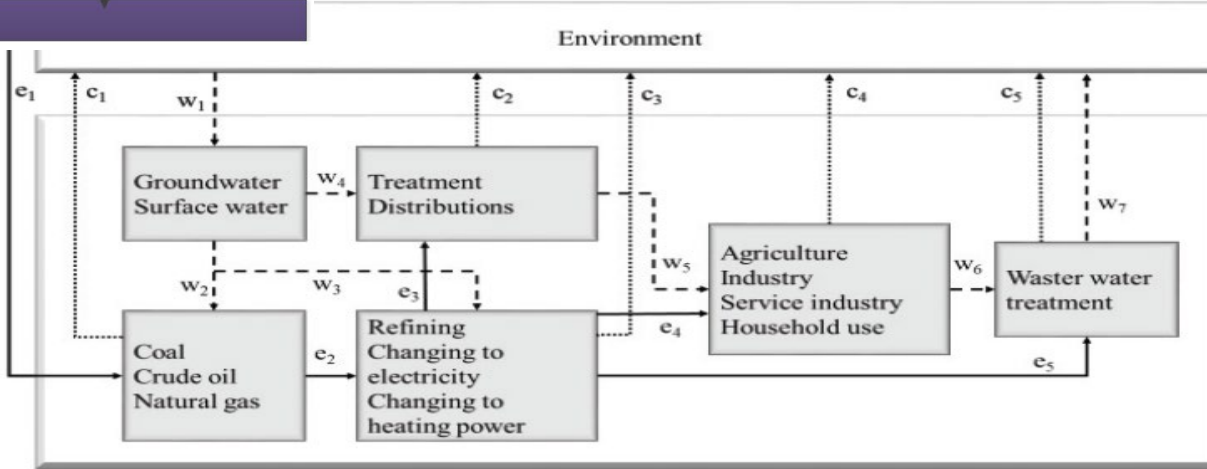 Environment
e₁
c₁
w₁
c₂
c₃
c₄
c₅
w₇
Groundwater
Surface water
w₄
Treatment
Distributions
w₅
Agriculture
Industry
Service industry
Household use
w₆
Waster water
treatment
w₂
w₃
e₃
e₄
e₅
Coal
Crude oil
Natural gas
e₂
Refining
Changing to
electricity
Changing to
heating power